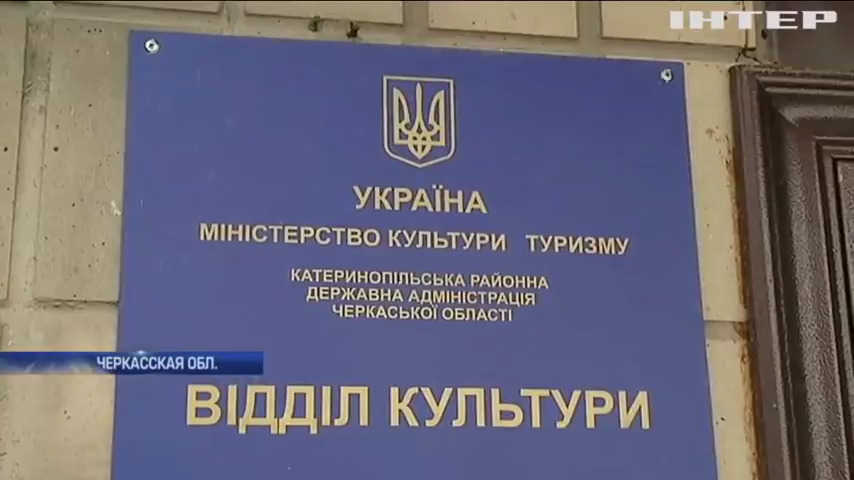 ІНТЕР
УКРАЇНА
МІНІСТЕРСТВО КУЛЬТУРИ ТУРИЗМУ
КАТЕРИНОПІЛЬСЬКА РАЙОННА
ДЕРЖАВНА АДМІНІСТРАЦІЯ
ЧЕРКАСЬКОЇ ОБЛАСТІ
ЧЕРКАССКАЯ ОБЛ.
ВІДДІЛ КУЛЬТУРИ